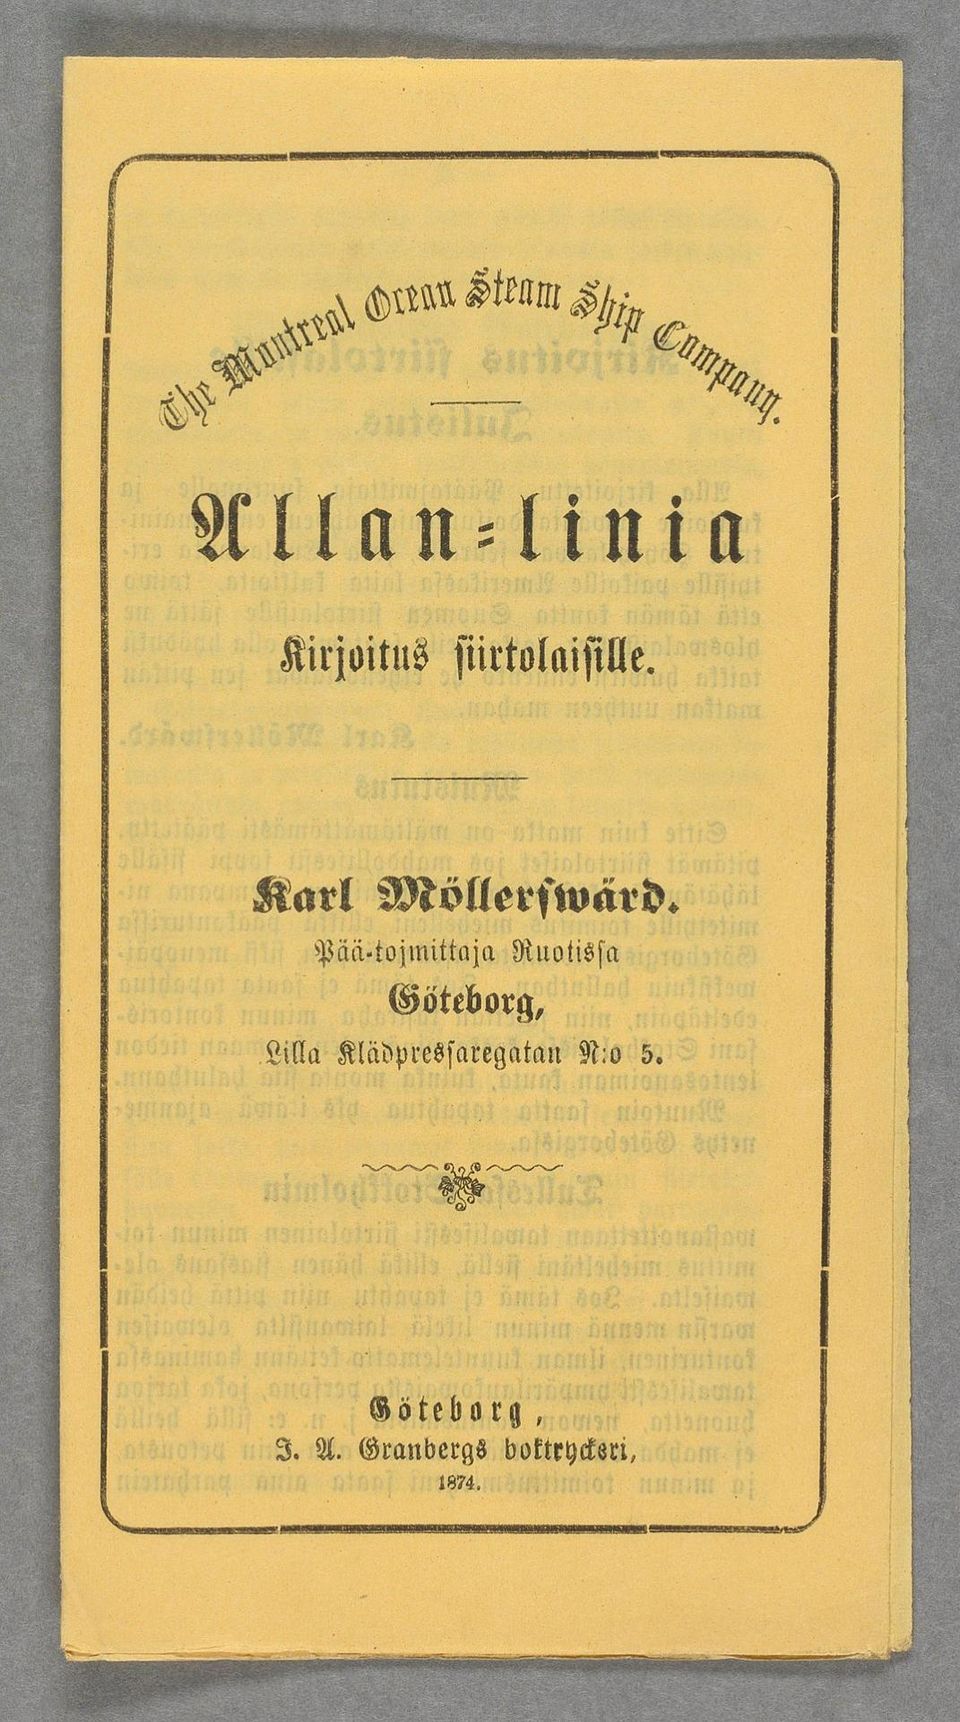 The Montreal Ocean Steam Ship Company.
Allan-linia
Kirjoitus siirtolaisille.
Karl Möllerswärd.
Pää-tojmittaja Ruotissa
Göteborg,
Lilla Klädpressaregatan N:o 5.
Göteborg,
J. A. Granbergs boktryckeri,
1874.